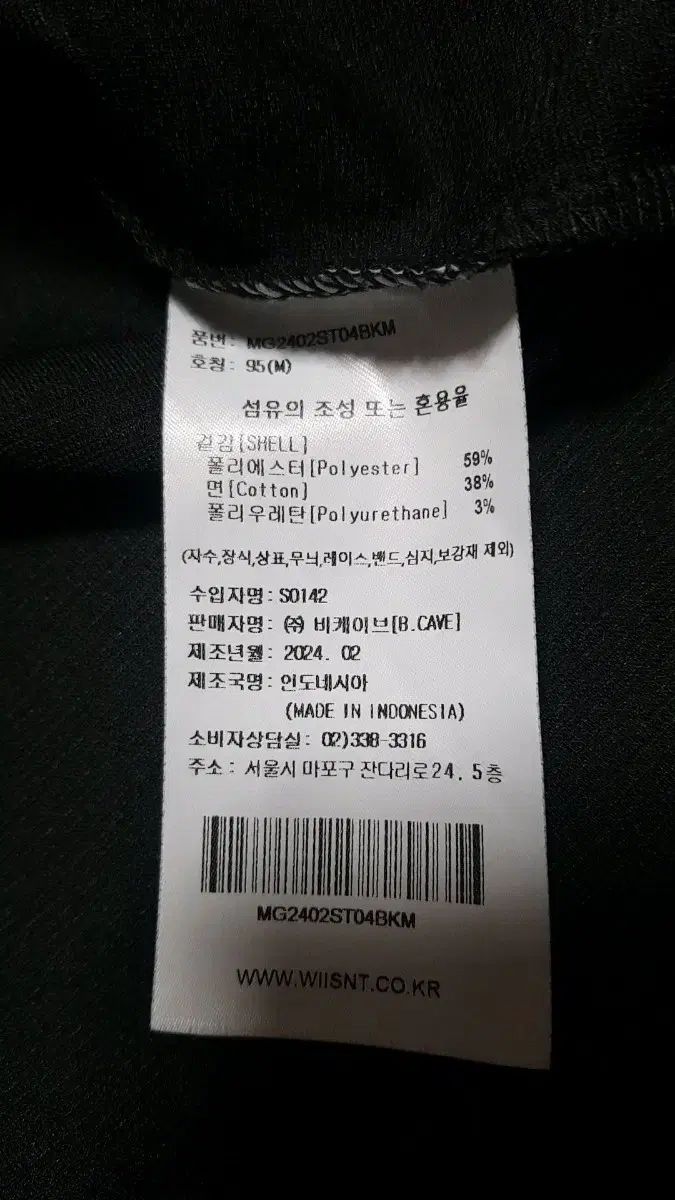 품번: MG2402ST04BKM
호칭: 95(M)
섬유의 조성 또는 혼용율
겉감[SHELL]
폴리에스터[Polyester] 59%
면[Cotton] 38%
폴리우레탄[Polyurethane] 3%
(자수,장식,상표,무늬,레이스,밴드,심지,보강재 제외)
수입자명: S0142
판매자명: ㈜ 비케이브[B.CAVE]
제조년월: 2024. 02
제조국명: 인도네시아
(MADE IN INDONESIA)
소비자상담실: 02)338-3316
주소: 서울시 마포구 잔다리로24, 5층
MG2402ST04BKM
WWW.WIISNT.CO.KR